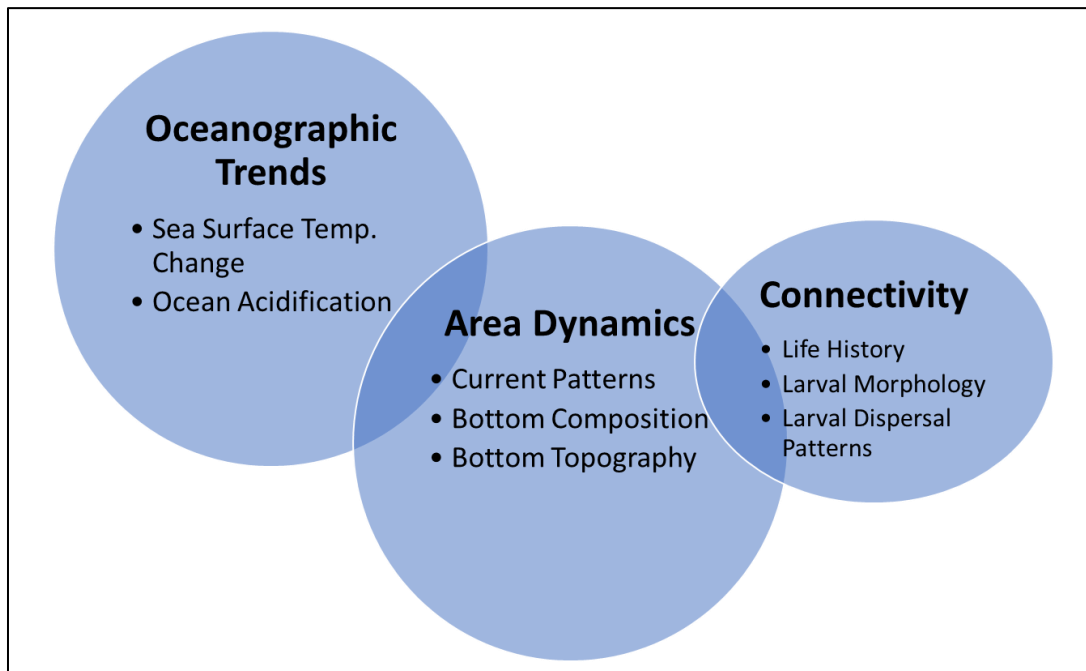 Oceanographic
Trends
• Sea Surface Temp.
Change
• Ocean Acidification
Area Dynamics
• Current Patterns
• Bottom Composition
• Bottom Topography
Connectivity
• Life History
• Larval Morphology
• Larval Dispersal
Patterns